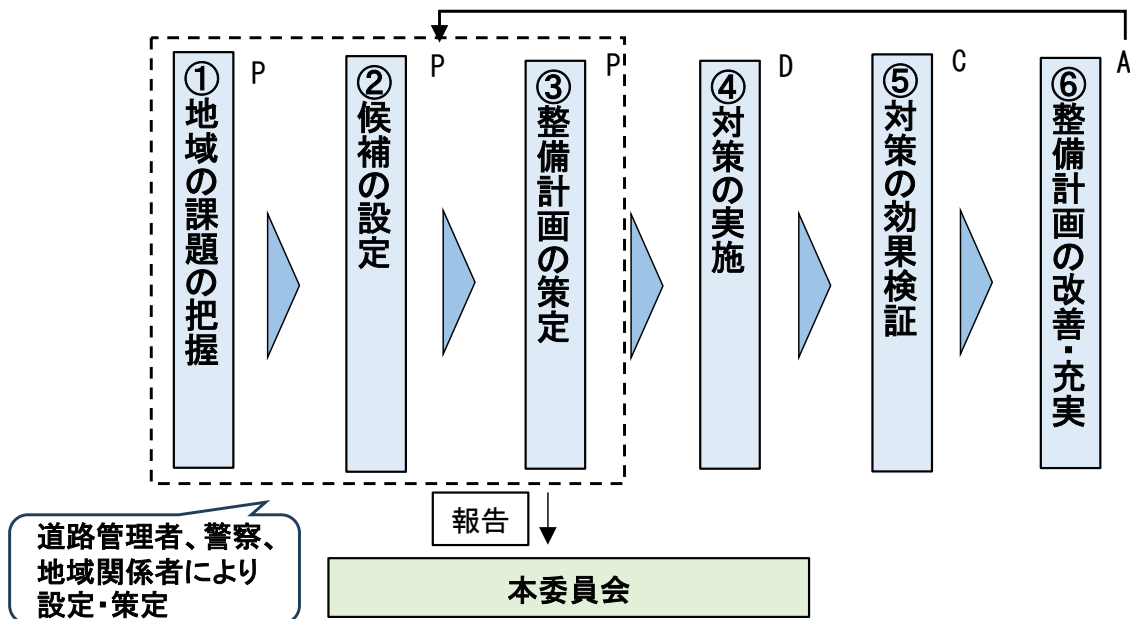 ①地域の課題の把握
P
②候補の設定
P
③整備計画の策定
P
④対策の実施
D
⑤対策の効果検証
C
⑥整備計画の改善・充実
A
報告
道路管理者、警察、
地域関係者により
設定・策定
本委員会